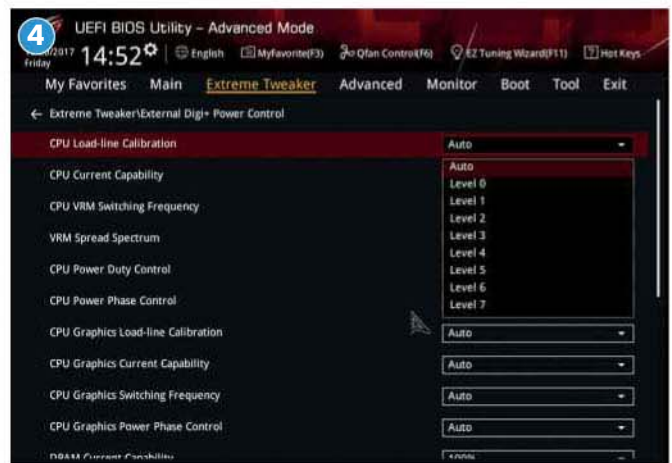 4
UEFI BIOS Utility – Advanced Mode
2017 14:52 English MyFavorite(F3) Qfan Control(F6) EZ Tuning Wizard(F11) ? Hot Keys
Friday
My Favorites Main Extreme Tweaker Advanced Monitor Boot Tool Exit
← Extreme Tweaker\External Digi+ Power Control
CPU Load-line Calibration Auto
Auto
CPU Current Capability
Level 0
Level 1
CPU VRM Switching Frequency
Level 2
VRM Spread Spectrum
Level 3
Level 4
CPU Power Duty Control
Level 5
Level 6
CPU Power Phase Control
Level 7
CPU Graphics Load-line Calibration Auto
CPU Graphics Current Capability Auto
CPU Graphics Switching Frequency Auto
CPU Graphics Power Phase Control Auto
DRAM Current Capability 100%